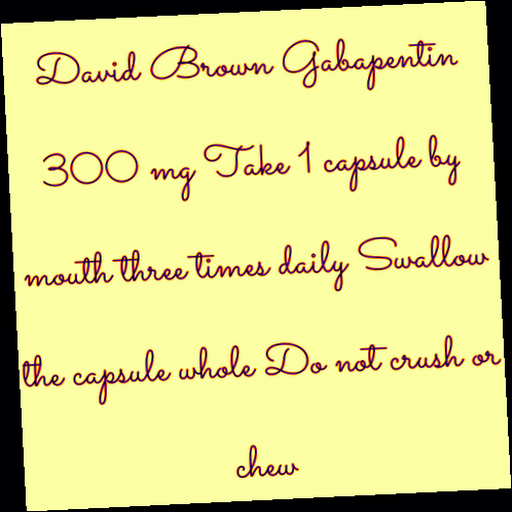 David Brown Gabapentin
300 mg Take 1 capsule by
mouth three times daily Swallow
the capsule whole Do not crush or
chew